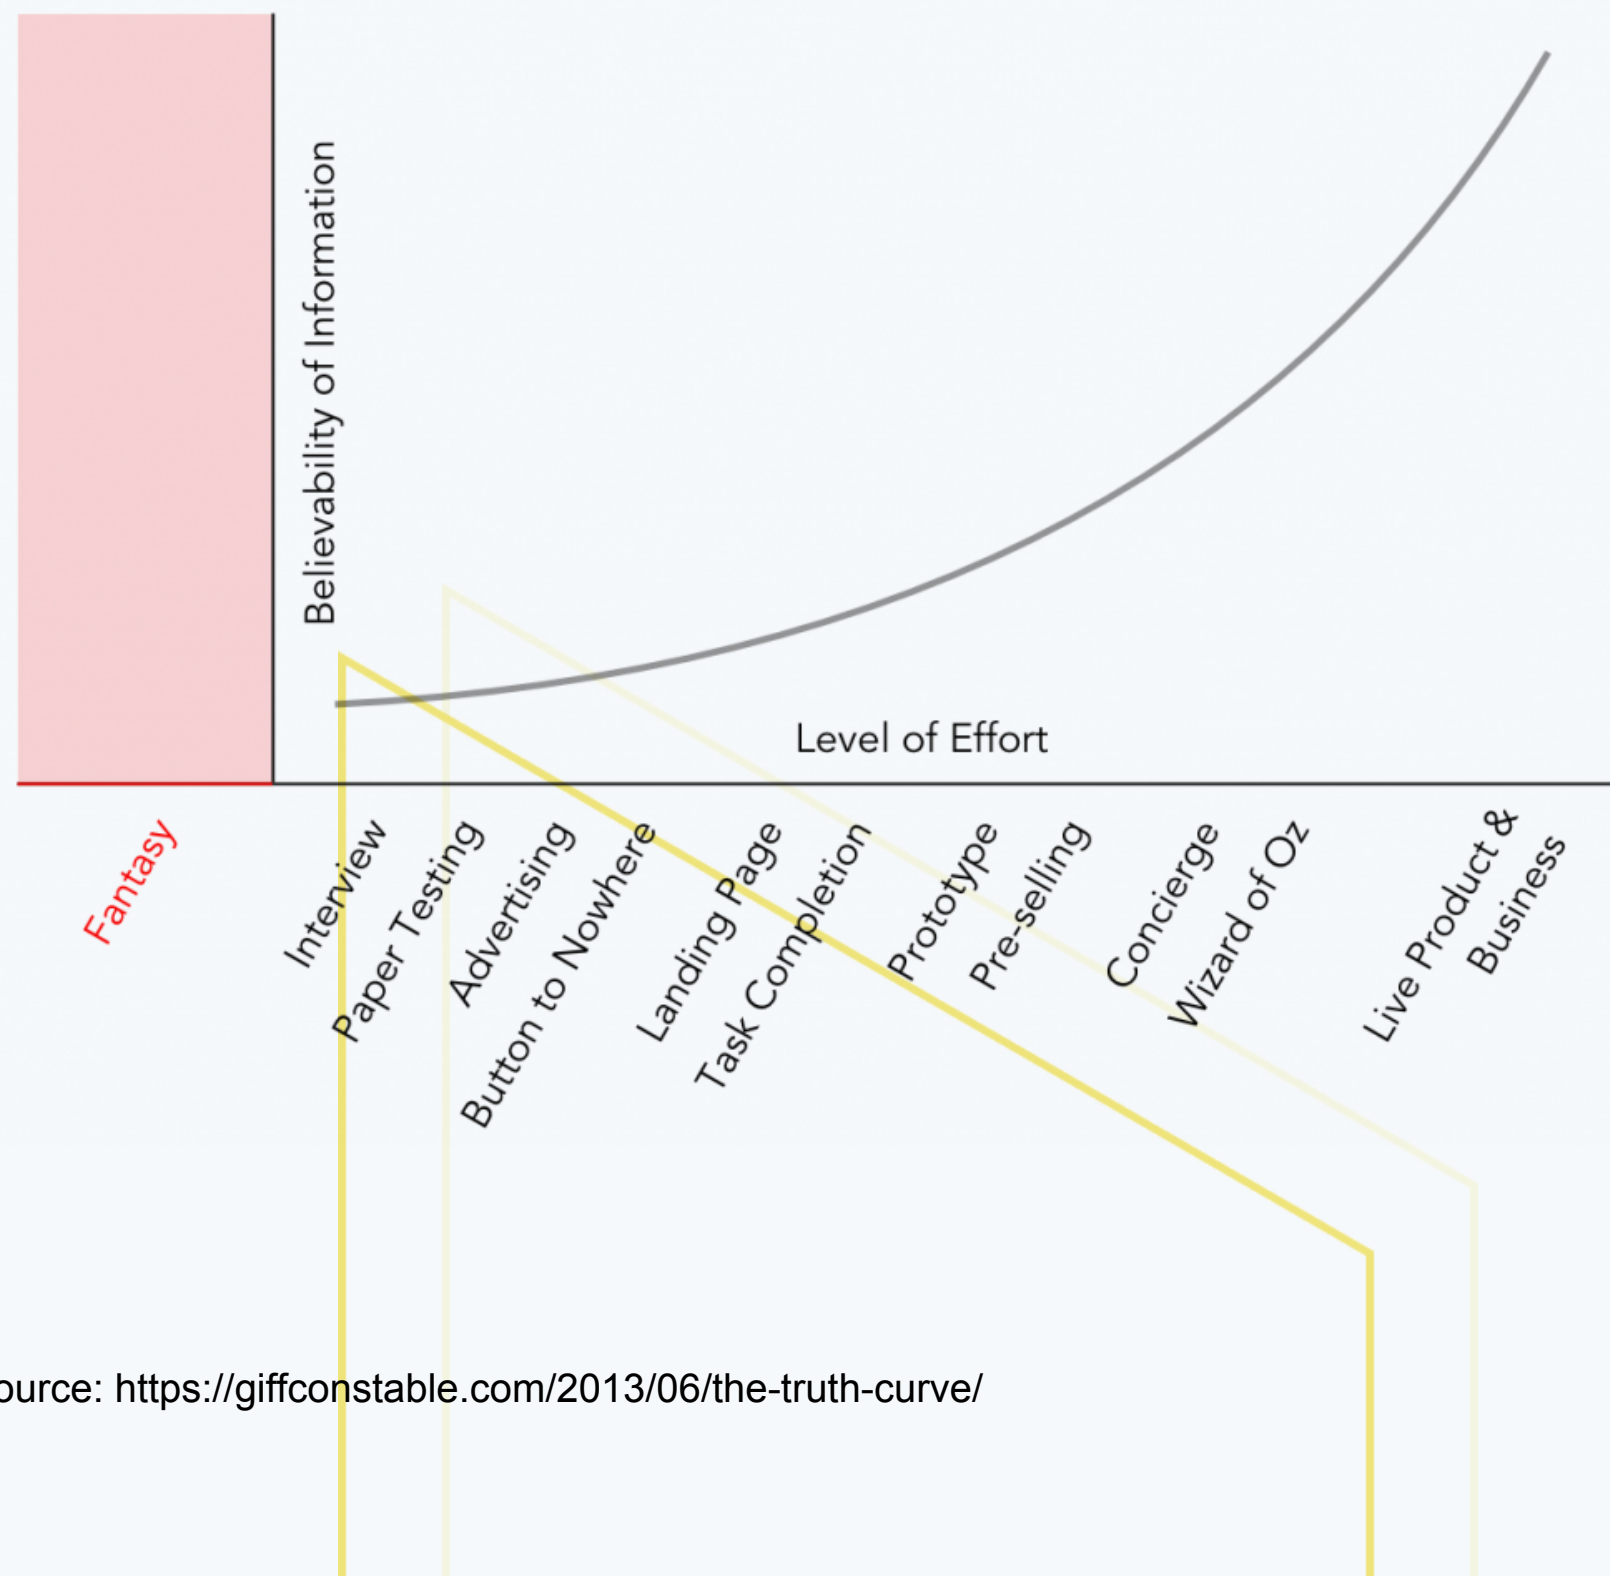 Believability of Information
Level of Effort
Fantasy
Interview
Paper Testing
Advertising
Button to Nowhere
Landing Page
Task Completion
Prototype
Pre-selling
Concierge
Wizard of Oz
Live Product &
Business
ource: https://giffconstable.com/2013/06/the-truth-curve/